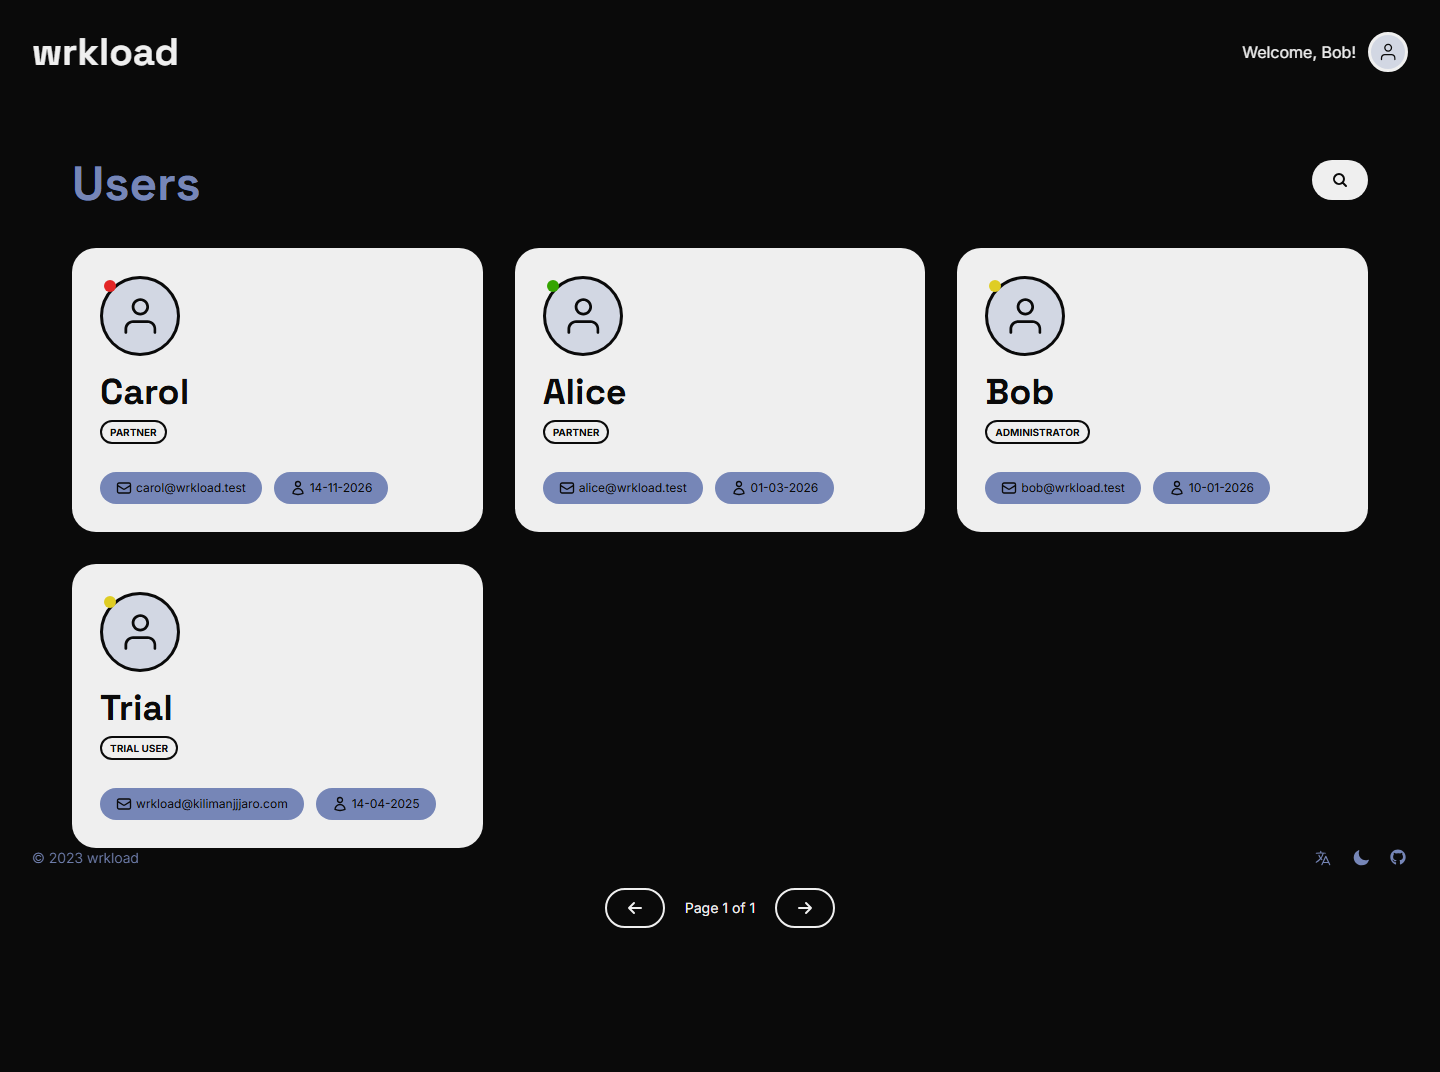 wrkload
Welcome, Bob!
Users
Carol
PARTNER
carol@wrkload.test
14-11-2026
Alice
PARTNER
alice@wrkload.test
01-03-2026
Bob
ADMINISTRATOR
bob@wrkload.test
10-01-2026
Trial
TRIAL USER
wrkload@kilimanjjjaro.com
14-04-2025
© 2023 wrkload
Page 1 of 1